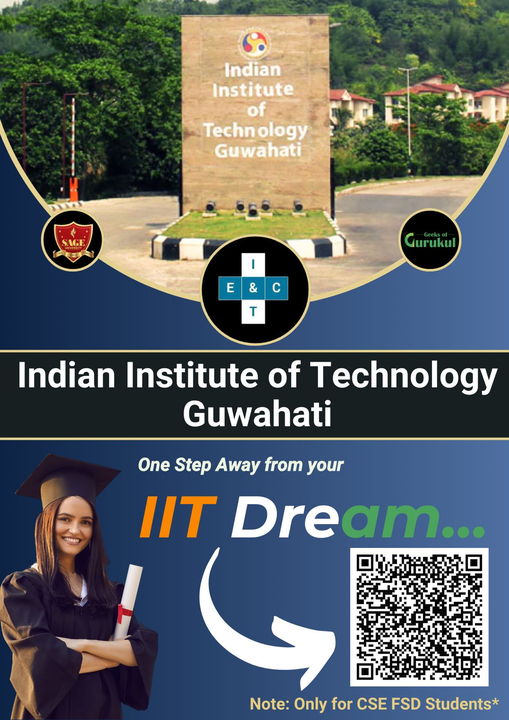 Indian
Institute
of
Technology
Guwahati
SAGE
UNIVERSITY
Geeks of
Gurukul
I
E & C
T
Indian Institute of Technology
Guwahati
One Step Away from your
IIT Dream...
Note: Only for CSE FSD Students*